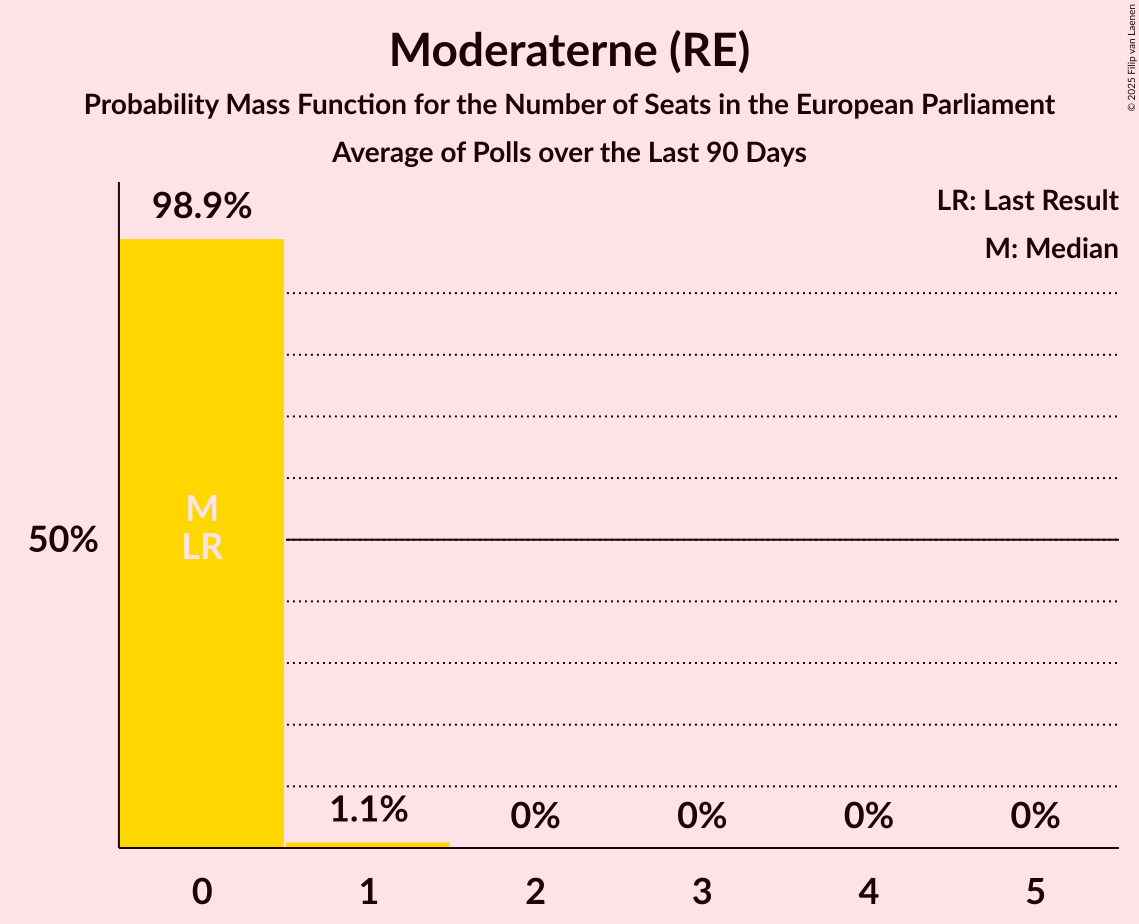 Moderaterne (RE)
Probability Mass Function for the Number of Seats in the European Parliament
Average of Polls over the Last 90 Days
© 2025 Filip van Laenen
LR: Last Result
M: Median
98.9%
M
LR
50%
1.1%
0%
0%
0%
0%
0
1
2
3
4
5